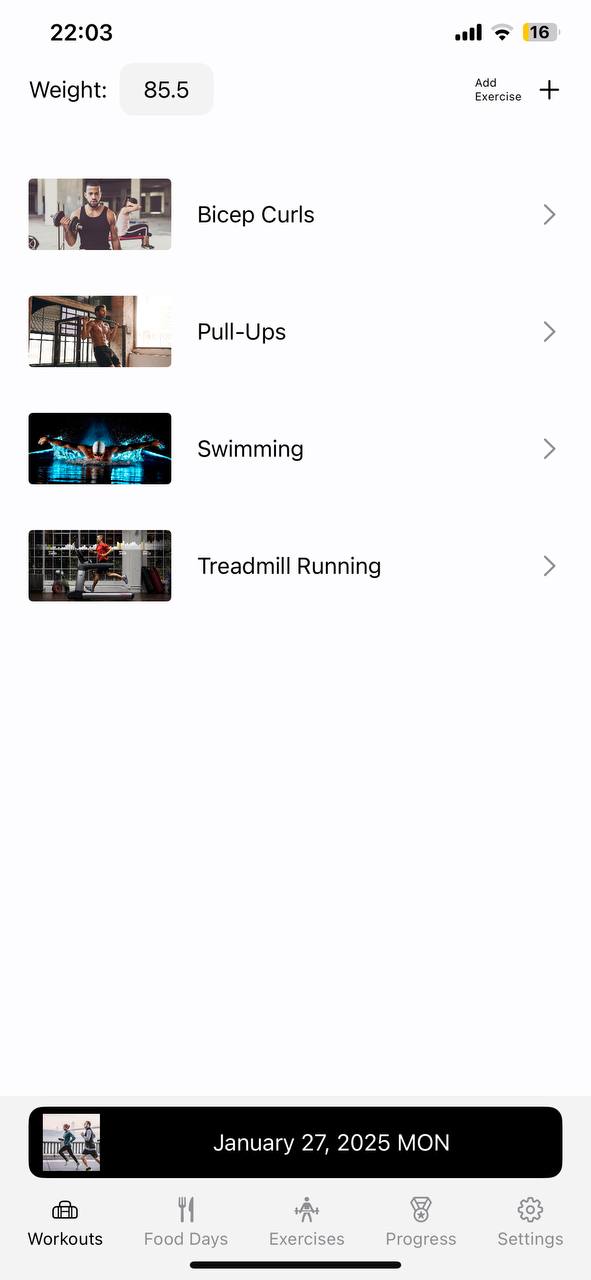 22:03
16
Weight: 85.5
Add
Exercise
Bicep Curls
Pull-Ups
Swimming
Treadmill Running
January 27, 2025 MON
Workouts Food Days Exercises Progress Settings